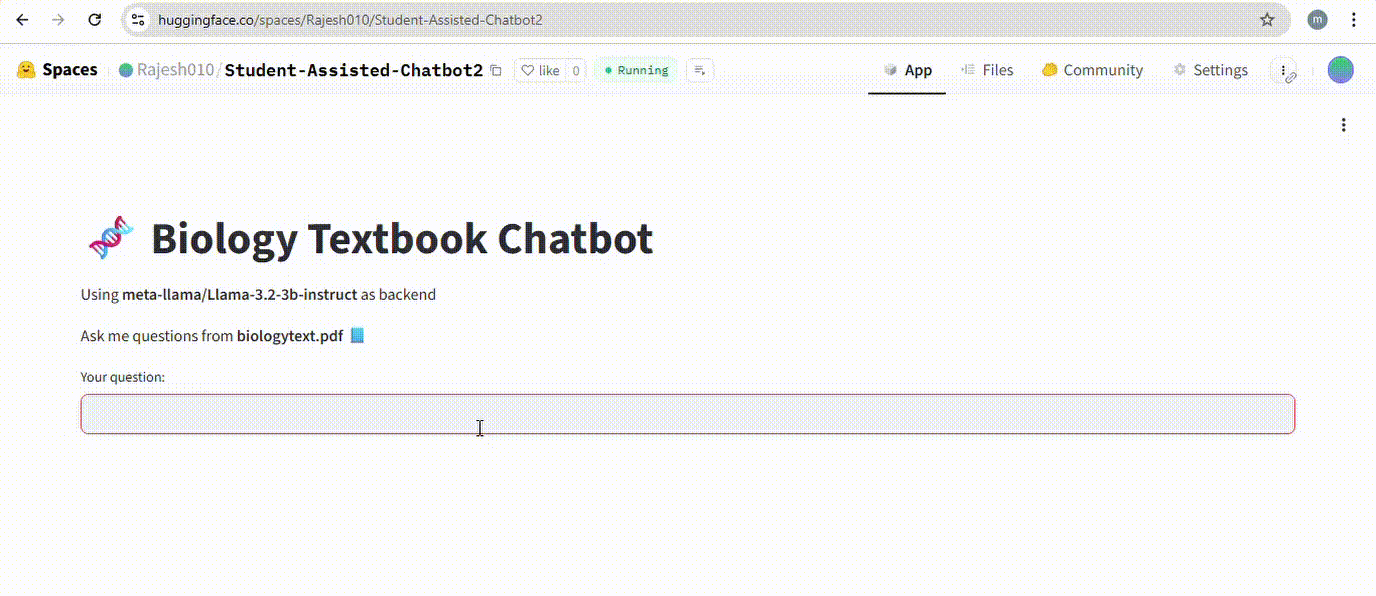 huggingface.co/spaces/Rajesh010/Student-Assisted-Chatbot2
m
Spaces Rajesh010/Student-Assisted-Chatbot2 like 0 Running App Files Community Settings
Biology Textbook Chatbot
Using meta-llama/Llama-3.2-3b-instruct as backend
Ask me questions from biologytext.pdf
Your question: